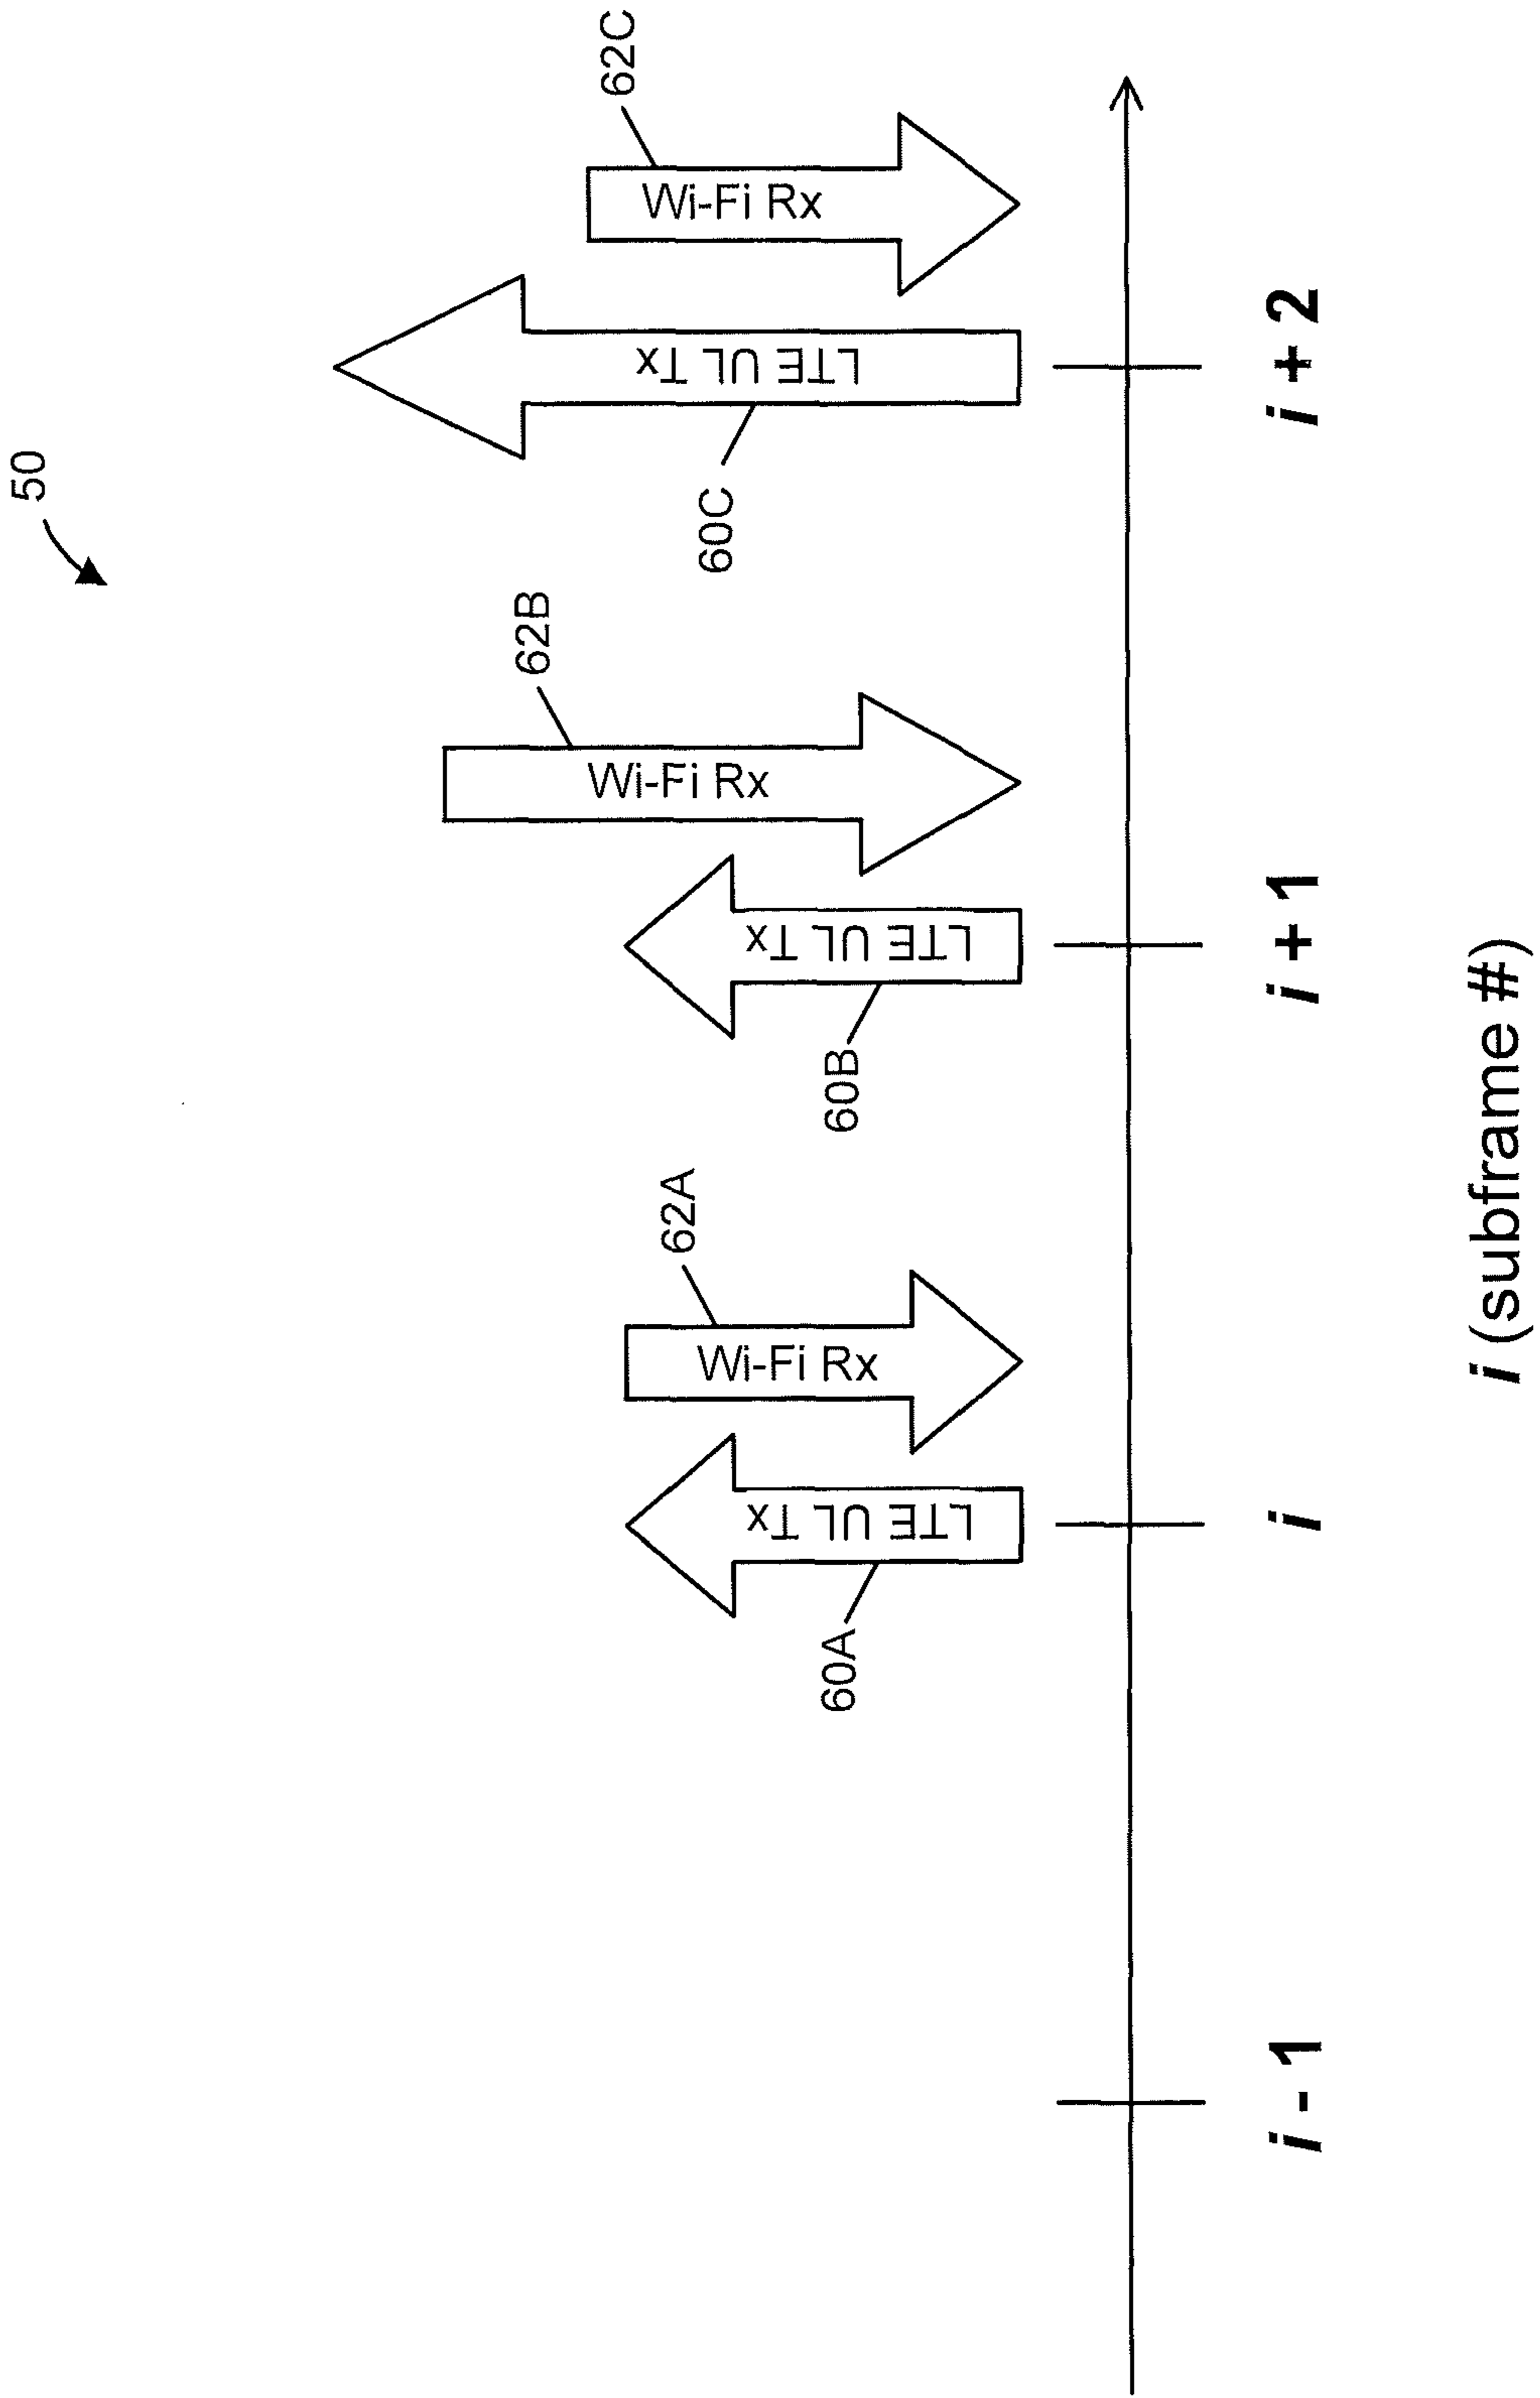 50
62C
Wi-Fi Rx
LTE UL Tx
60C
62B
Wi-Fi Rx
LTE UL Tx
60B
62A
Wi-Fi Rx
LTE UL Tx
60A
i - 1
i
i + 1
i + 2
i (subframe #)